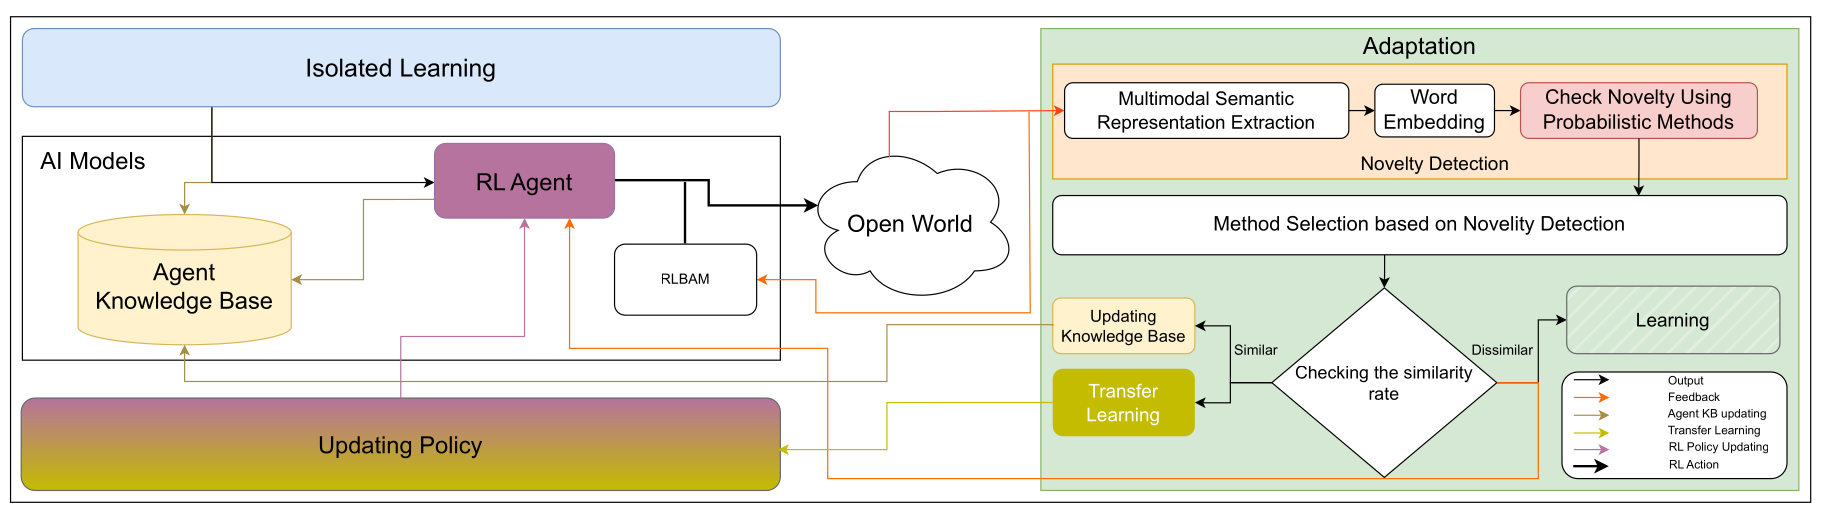 Isolated Learning
AI Models
RL Agent
Agent
Knowledge Base
RLBAM
Updating Policy
Open World
Adaptation
Multimodal Semantic
Representation Extraction
Word
Embedding
Check Novelty Using
Probabilistic Methods
Novelty Detection
Method Selection based on Novelity Detection
Updating
Knowledge Base
Similar
Transfer
Learning
Checking the similarity
rate
Dissimilar
Learning
Output
Feedback
Agent KB updating
Transfer Learning
RL Policy Updating
RL Action